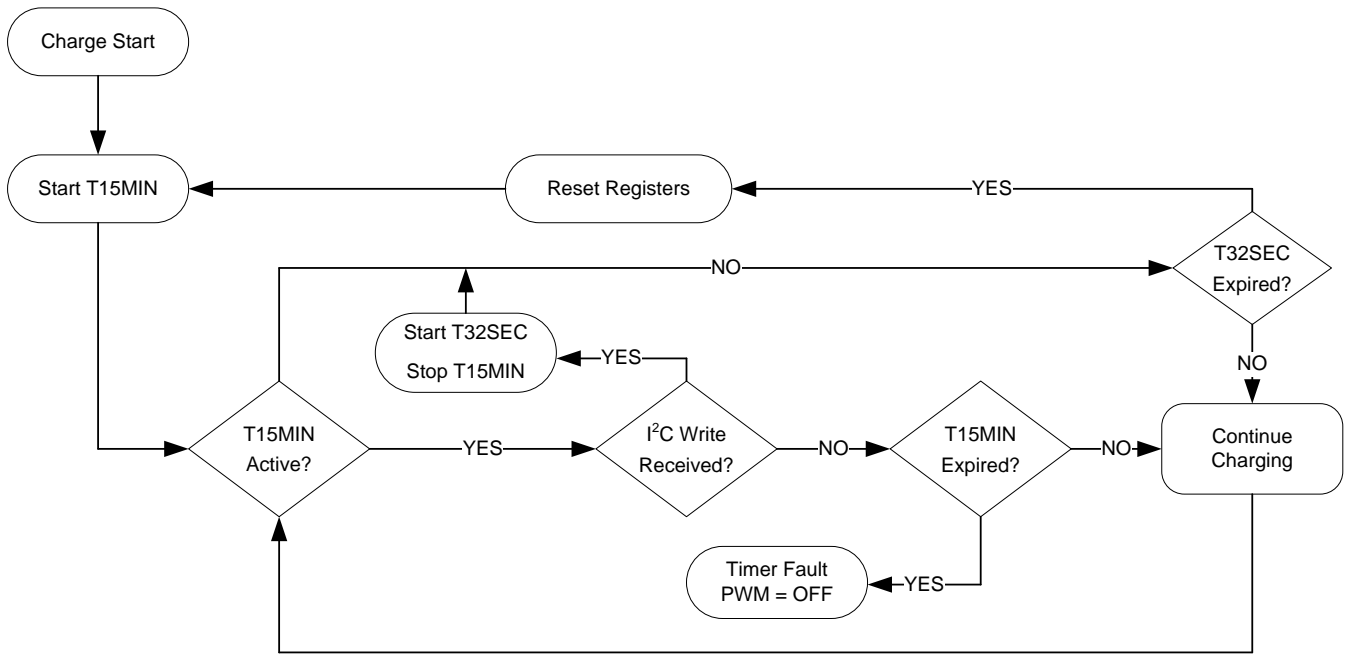 Charge Start
Start T15MIN
Reset Registers
YES
T32SEC
Expired?
NO
Start T32SEC
Stop T15MIN
YES
NO
T15MIN
Active?
YES
I²C Write
Received?
NO
T15MIN
Expired?
NO
Continue
Charging
Timer Fault
PWM = OFF
YES